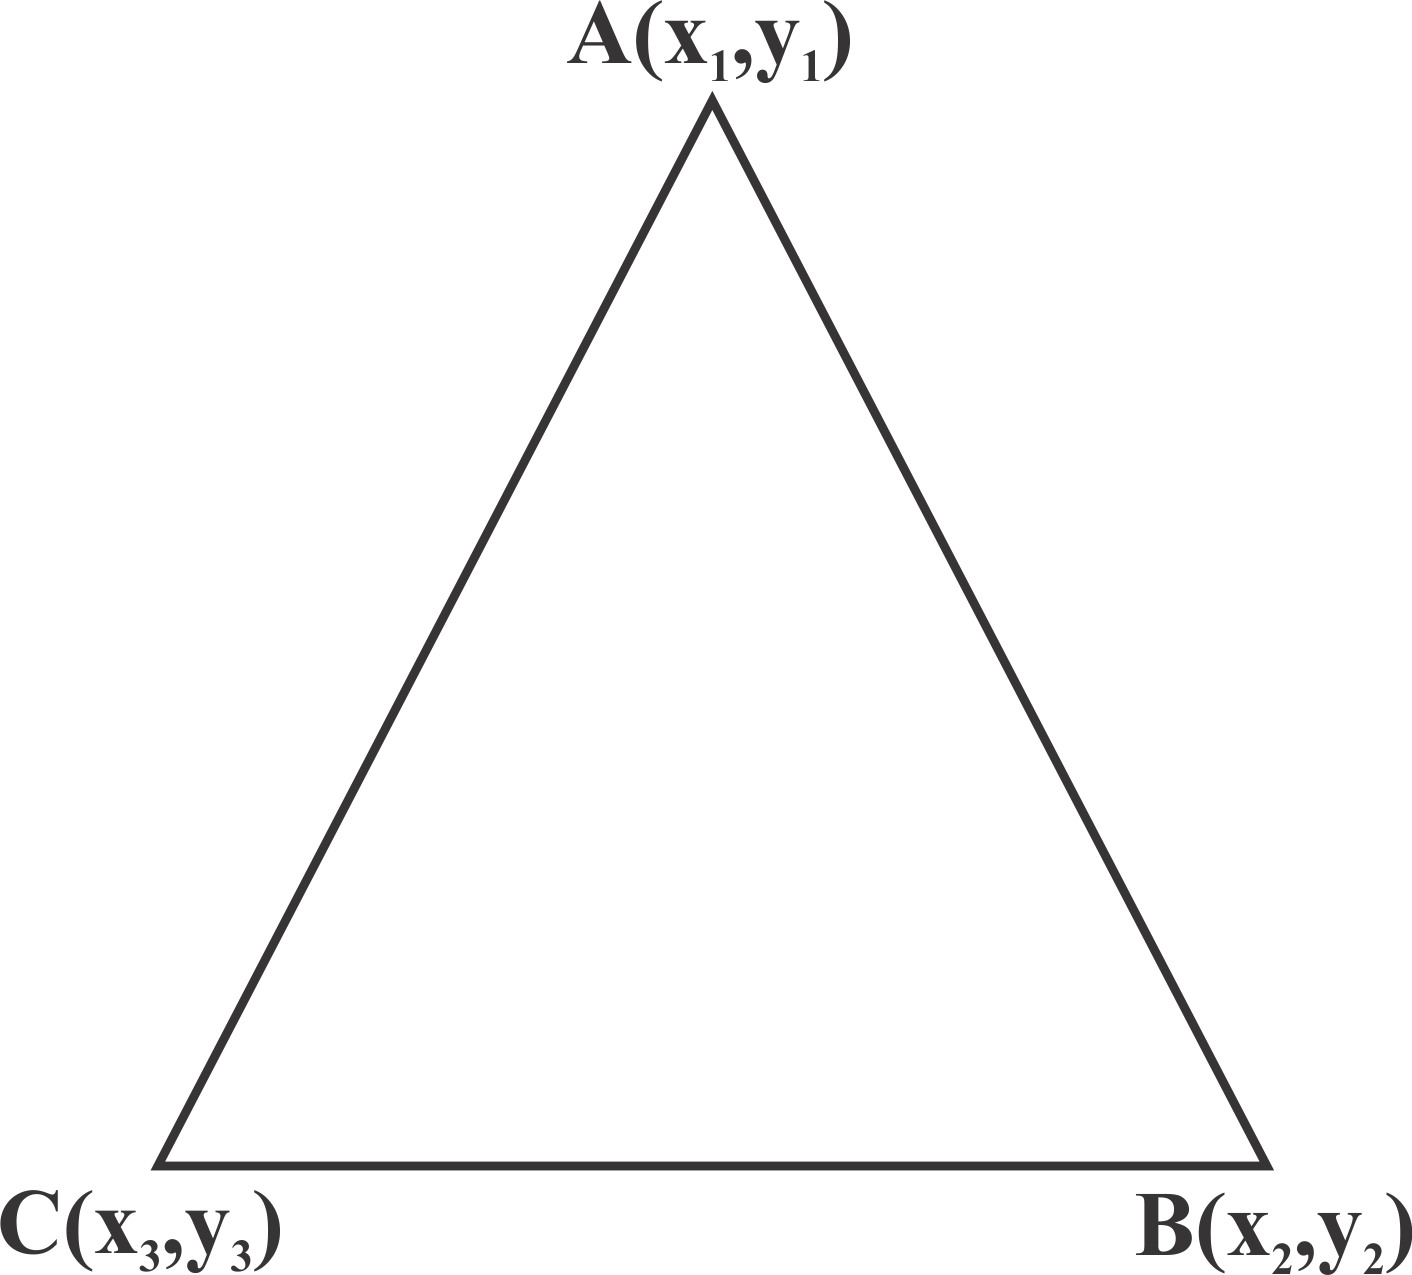 A(x₁,y₁)
C(x₃,y₃)
B(x₂,y₂)